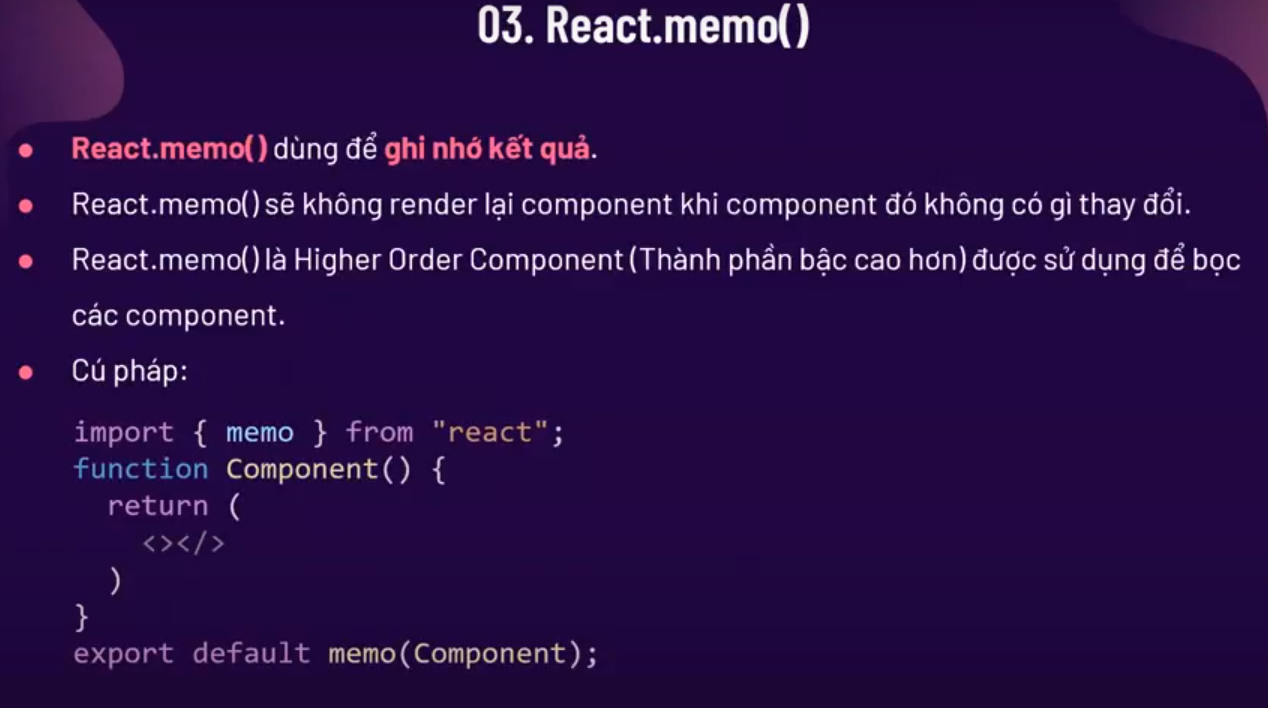 03. React.memo()
React.memo() dùng để ghi nhớ kết quả.
React.memo() sẽ không render lại component khi component đó không có gì thay đổi.
React.memo() là Higher Order Component (Thành phần bậc cao hơn) được sử dụng để bọc
các component.
Cú pháp:
import { memo } from "react";
function Component() {
  return (
    <></>
  )
}
export default memo(Component);